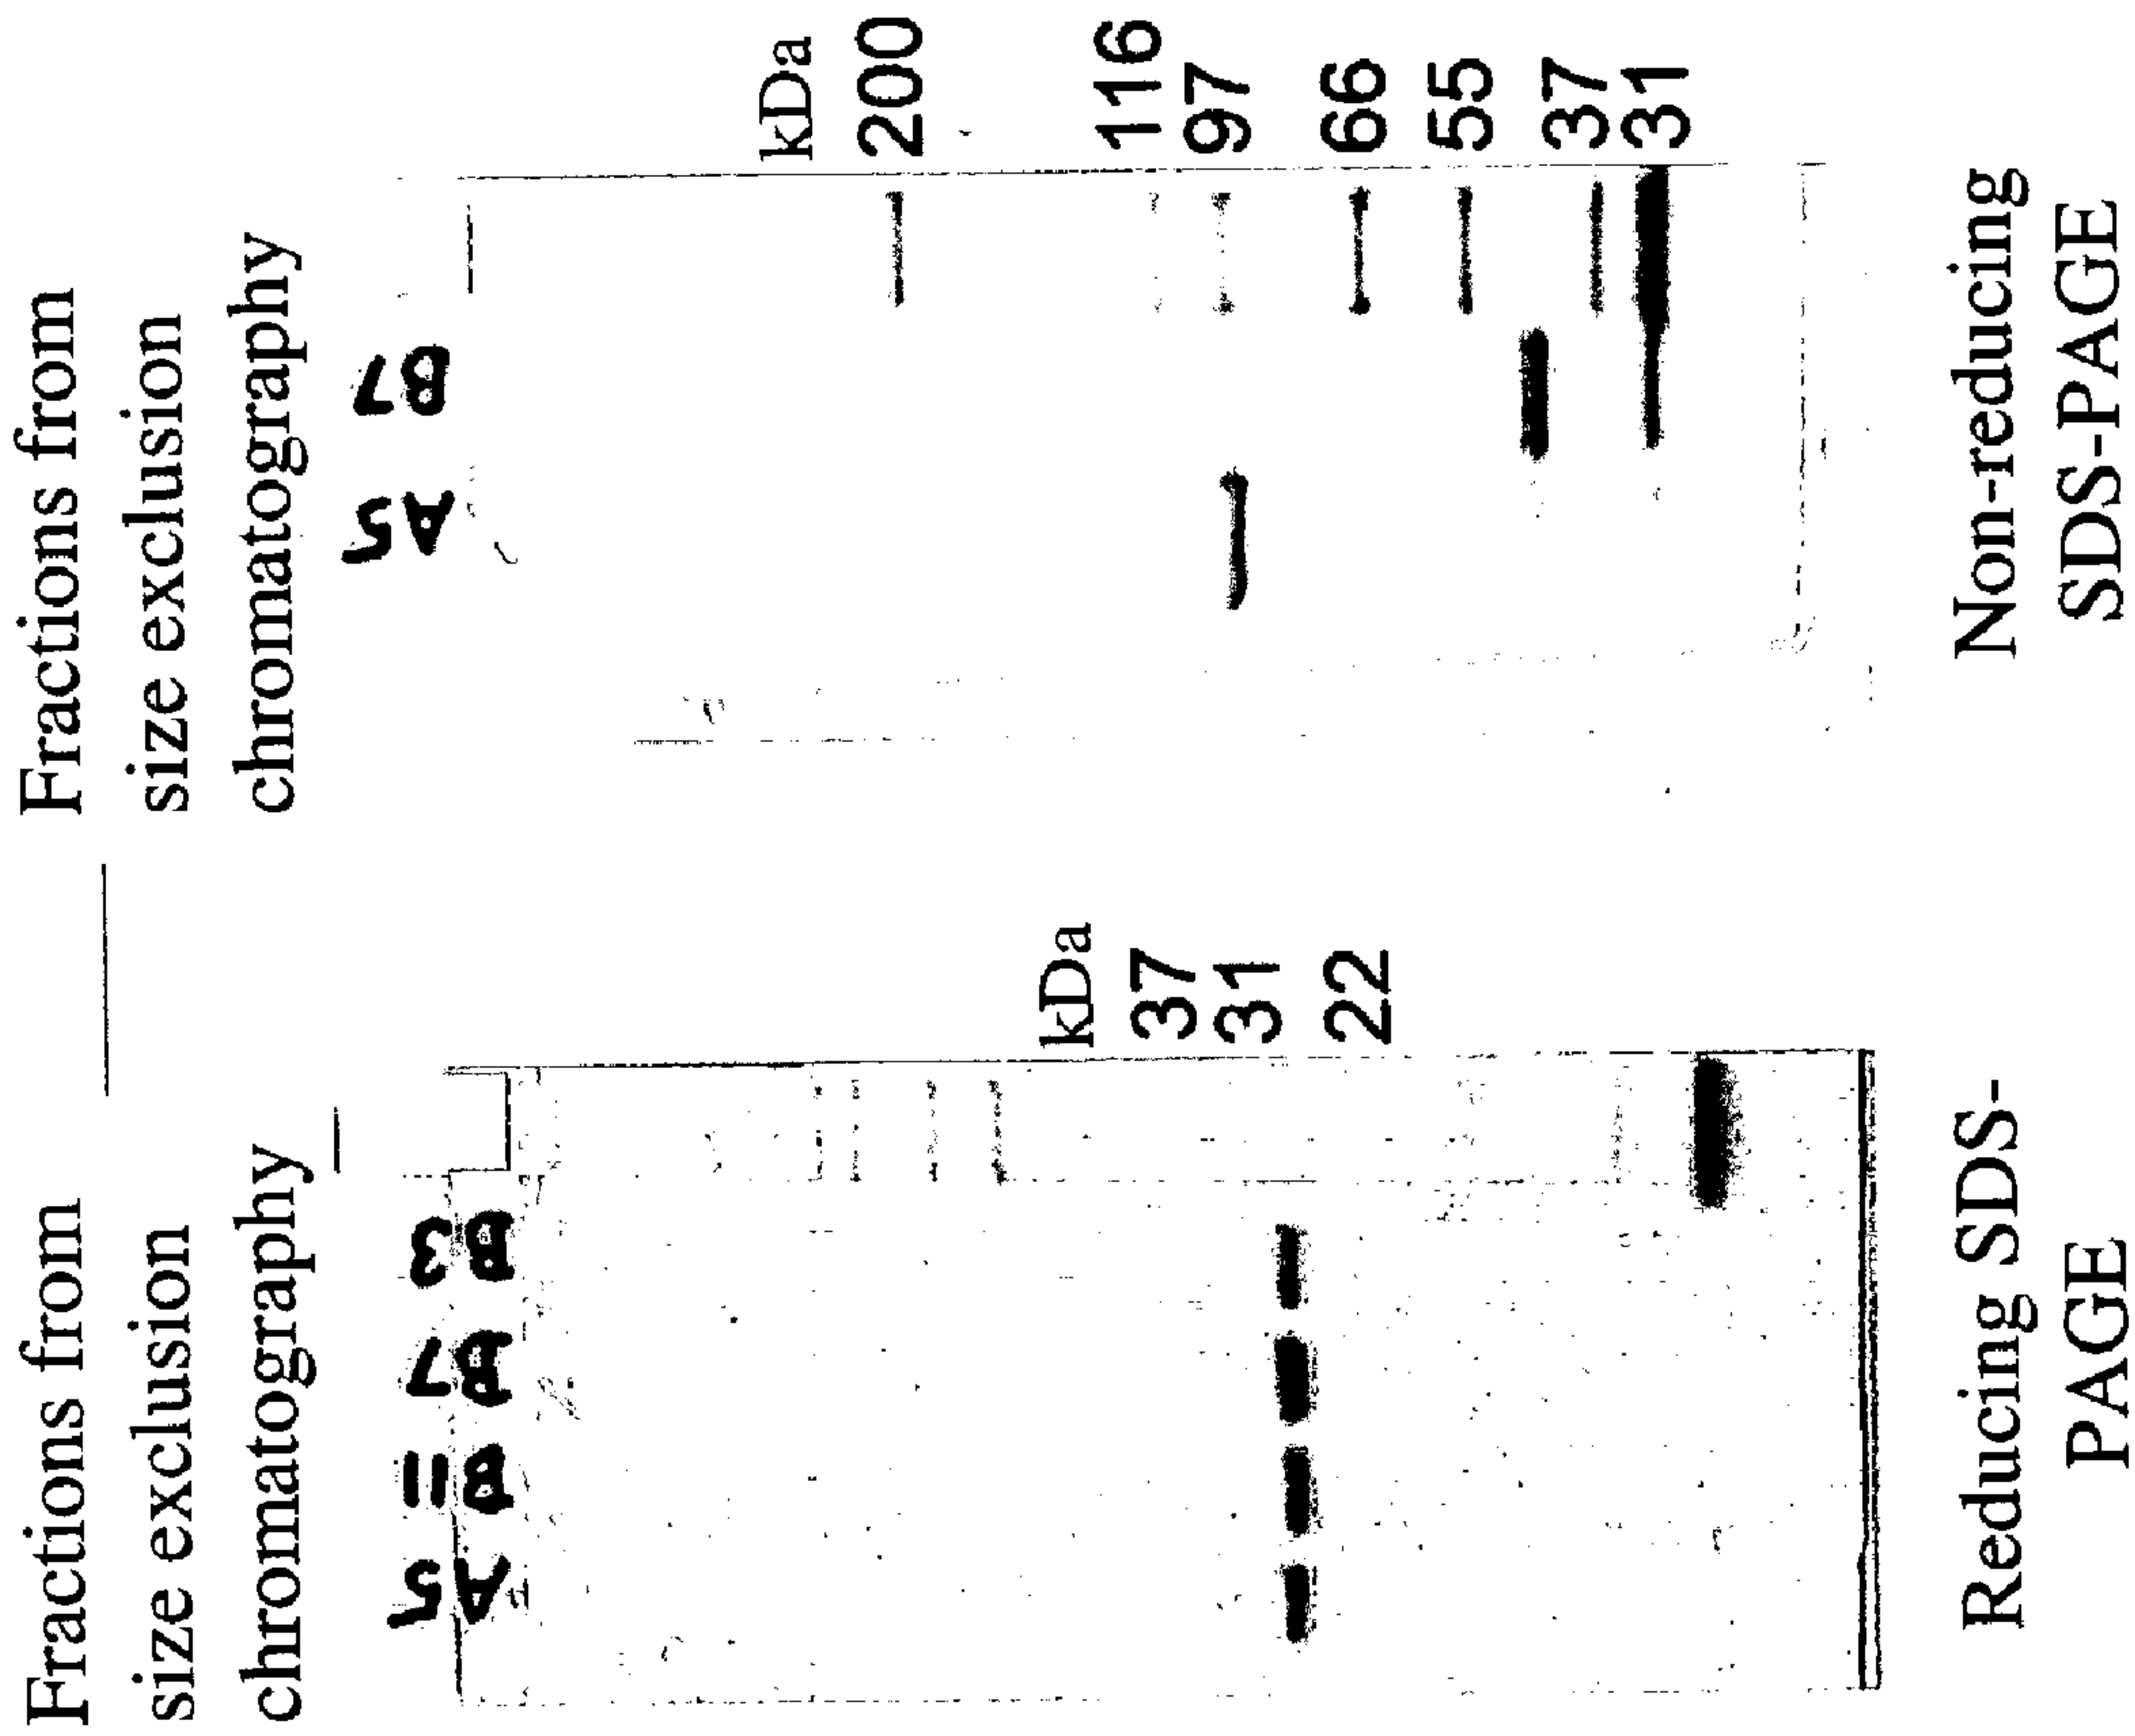 Fractions from
size exclusion
chromatography
A5 B11 B7 B3
kDa
37
31
22
Reducing SDS-
PAGE
Fractions from
size exclusion
chromatography
A5 B7
kDa
200
116
97
66
55
37
31
Non-reducing
SDS-PAGE